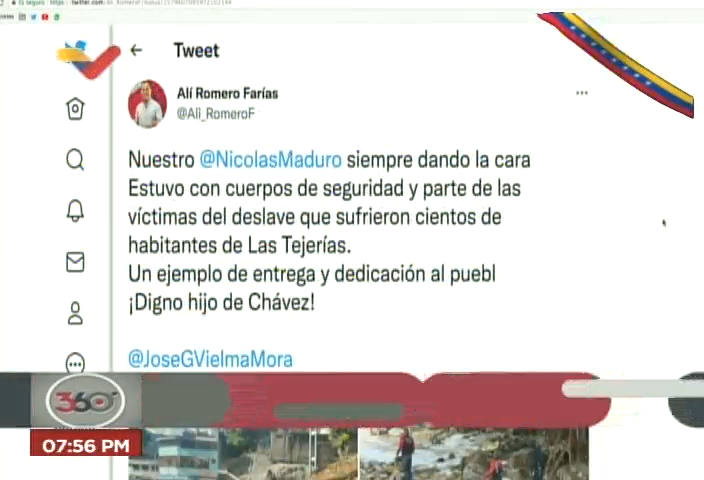 Tweet
Alí Romero Farías
@Ali_RomeroF
Nuestro @NicolasMaduro siempre dando la cara
Estuvo con cuerpos de seguridad y parte de las
víctimas del deslave que sufrieron cientos de
habitantes de Las Tejerías.
Un ejemplo de entrega y dedicación al puebl
¡Digno hijo de Chávez!
@JoseGVielmaMora
360°
07:56 PM